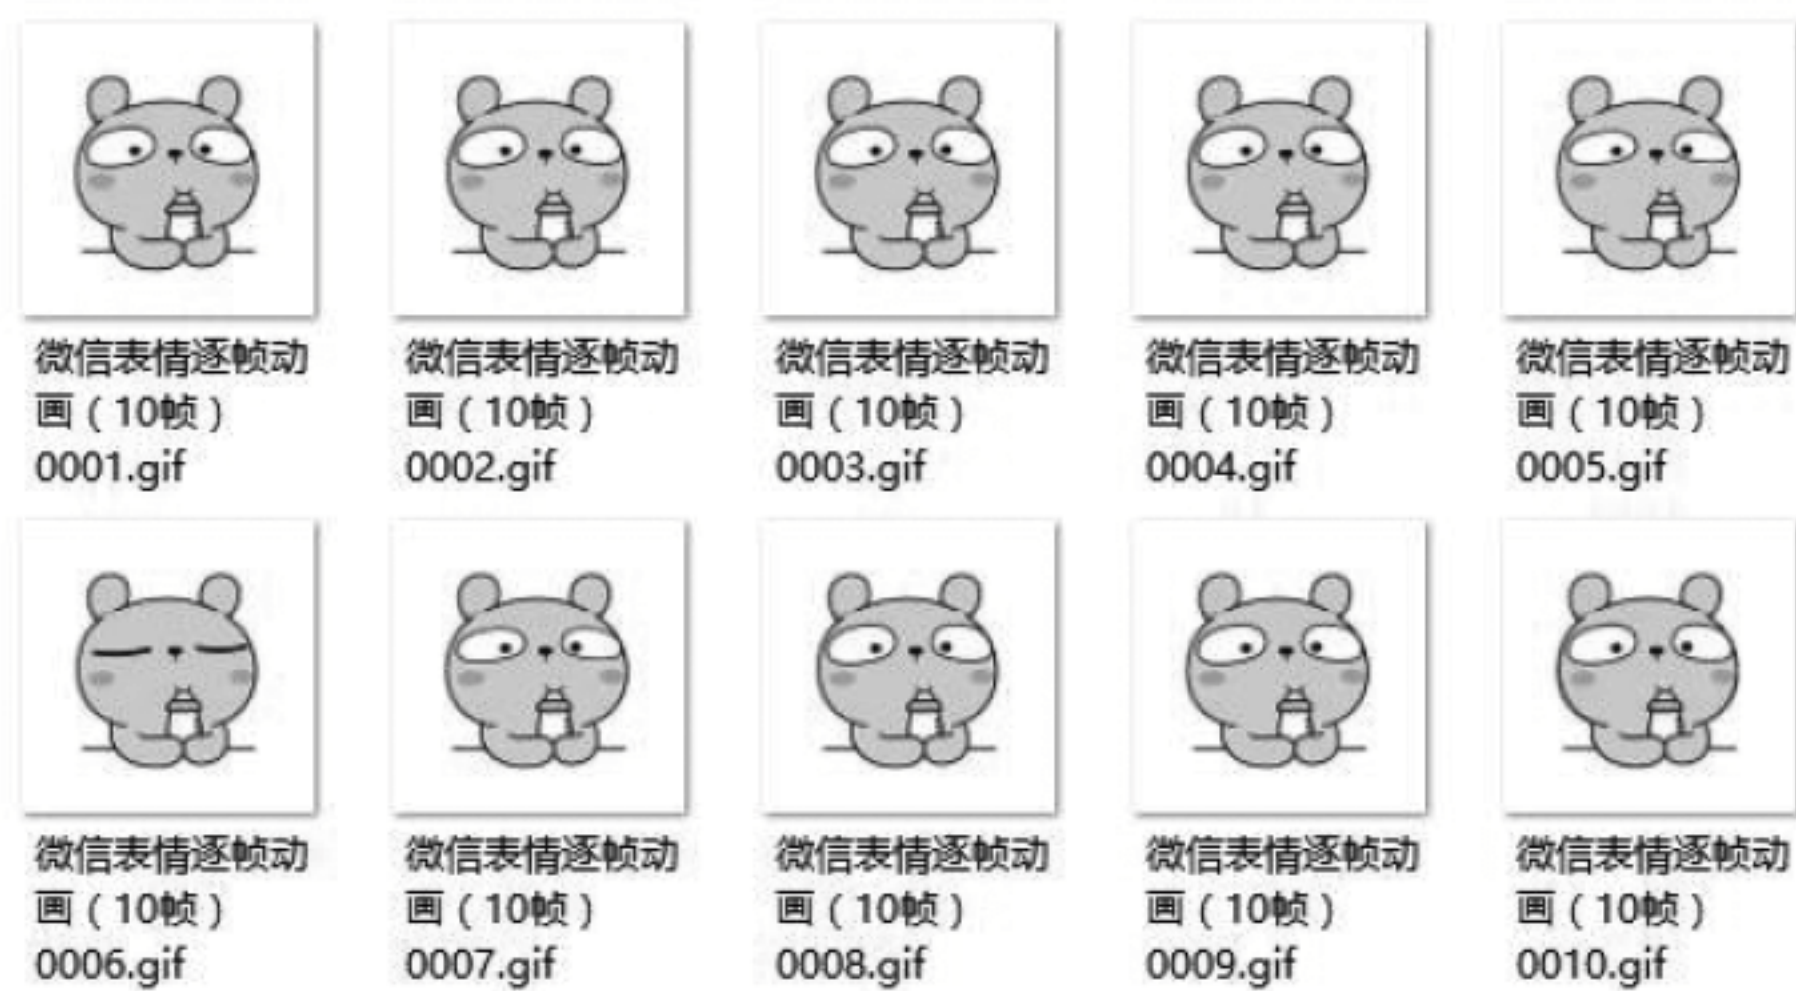 微信表情逐帧动
画（10帧）
0001.gif
微信表情逐帧动
画（10帧）
0002.gif
微信表情逐帧动
画（10帧）
0003.gif
微信表情逐帧动
画（10帧）
0004.gif
微信表情逐帧动
画（10帧）
0005.gif
微信表情逐帧动
画（10帧）
0006.gif
微信表情逐帧动
画（10帧）
0007.gif
微信表情逐帧动
画（10帧）
0008.gif
微信表情逐帧动
画（10帧）
0009.gif
微信表情逐帧动
画（10帧）
0010.gif